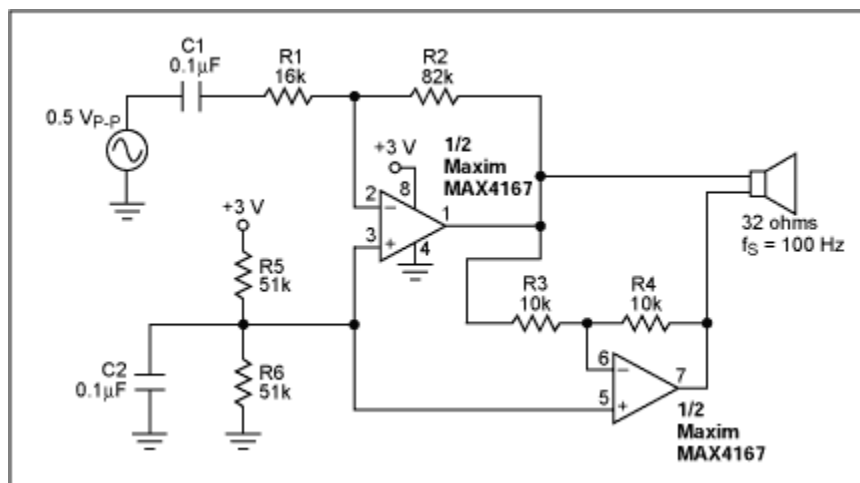 C1
0.1µF
R1
16k
R2
82k
0.5 VP-P
+3 V
1/2
Maxim
MAX4167
8
2
−
1
3
+
4
+3 V
32 ohms
fS = 100 Hz
R5
51k
R3
10k
R4
10k
C2
0.1µF
R6
51k
6
−
7
5
+
1/2
Maxim
MAX4167